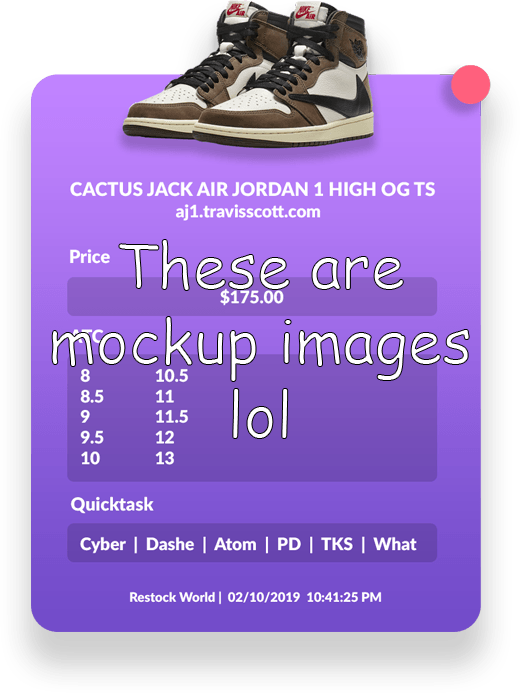 CACTUS JACK AIR JORDAN 1 HIGH OG TS
aj1.travisscott.com
Price
$175.00
These are
mockup images
lol
ATC
8 10.5
8.5 11
9 11.5
9.5 12
10 13
Quicktask
Cyber | Dashe | Atom | PD | TKS | What
Restock World | 02/10/2019 10:41:25 PM